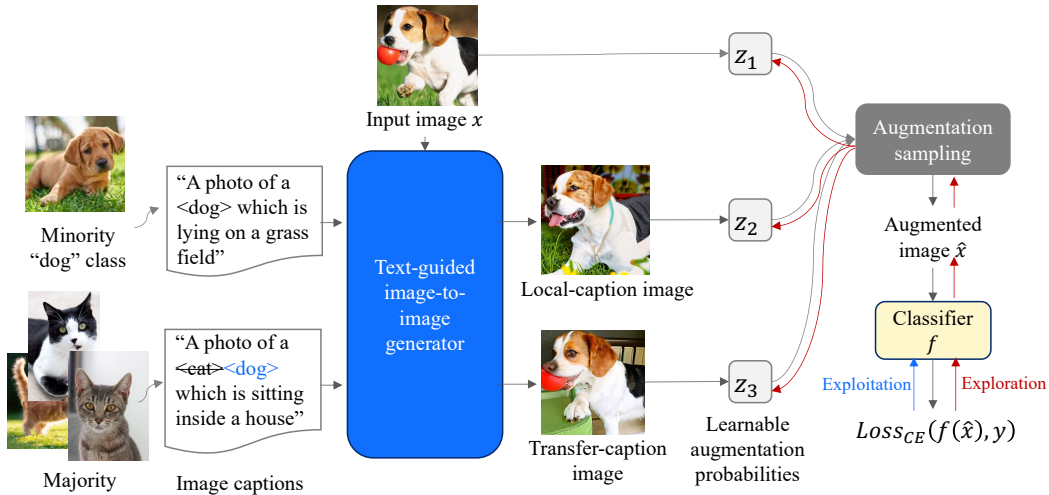 Input image x
Minority
“dog” class
“A photo of a
<dog> which is
lying on a grass
field”
Majority
“A photo of a
<cat><dog>
which is sitting
inside a house”
Image captions
Text-guided
image-to-
image
generator
Local-caption image
Transfer-caption
image
z1
z2
z3
Learnable
augmentation
probabilities
Augmentation
sampling
Augmented
image x̂
Classifier
f
Exploitation
Exploration
LossCE(f(x̂), y)